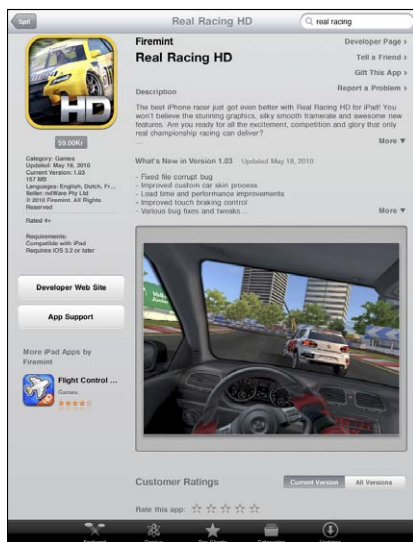 Spil
Real Racing HD
real racing
Firemint
Real Racing HD
Developer Page ›
Tell a Friend ›
Gift This App ›
Report a Problem ›
Description
The best iPhone racer just got even better with Real Racing HD for iPad! You
won't believe the stunning graphics, silky smooth framerate and awesome new
features. Are you ready for all the excitement, competition and glory that only
real championship racing can deliver?
...
More ▼
What's New in Version 1.03 Updated May 18, 2010
- Fixed file corrupt bug
- Improved custom car skin process
- Load time and performance improvements
- Improved touch braking control
- Various bug fixes and tweaks...
More ▼
HD
59.00Kr
Category: Games
Updated: May 18, 2010
Current Version: 1.03
157 MB
Languages: English, Dutch, Fr...
Seller: ndWare Pty Ltd
© 2010 Firemint. All Rights
Reserved
Rated 4+
Requirements:
Compatible with iPad
Requires iOS 3.2 or later
Developer Web Site
App Support
More iPad Apps by
Firemint
Flight Control ...
Games
Customer Ratings
Current Version
All Versions
Rate this app: